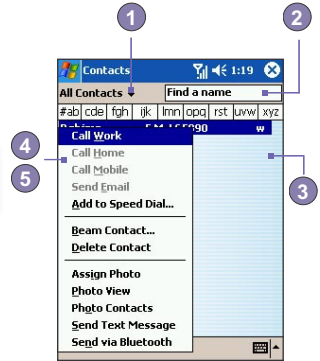 1
2
Contacts 1:19
All Contacts Find a name
#ab cde fgh ijk lmn opq rst uvw xyz
w
4
5
3
Call Work
Call Home
Call Mobile
Send Email
Add to Speed Dial...
Beam Contact...
Delete Contact
Assign Photo
Photo View
Photo Contacts
Send Text Message
Send via Bluetooth